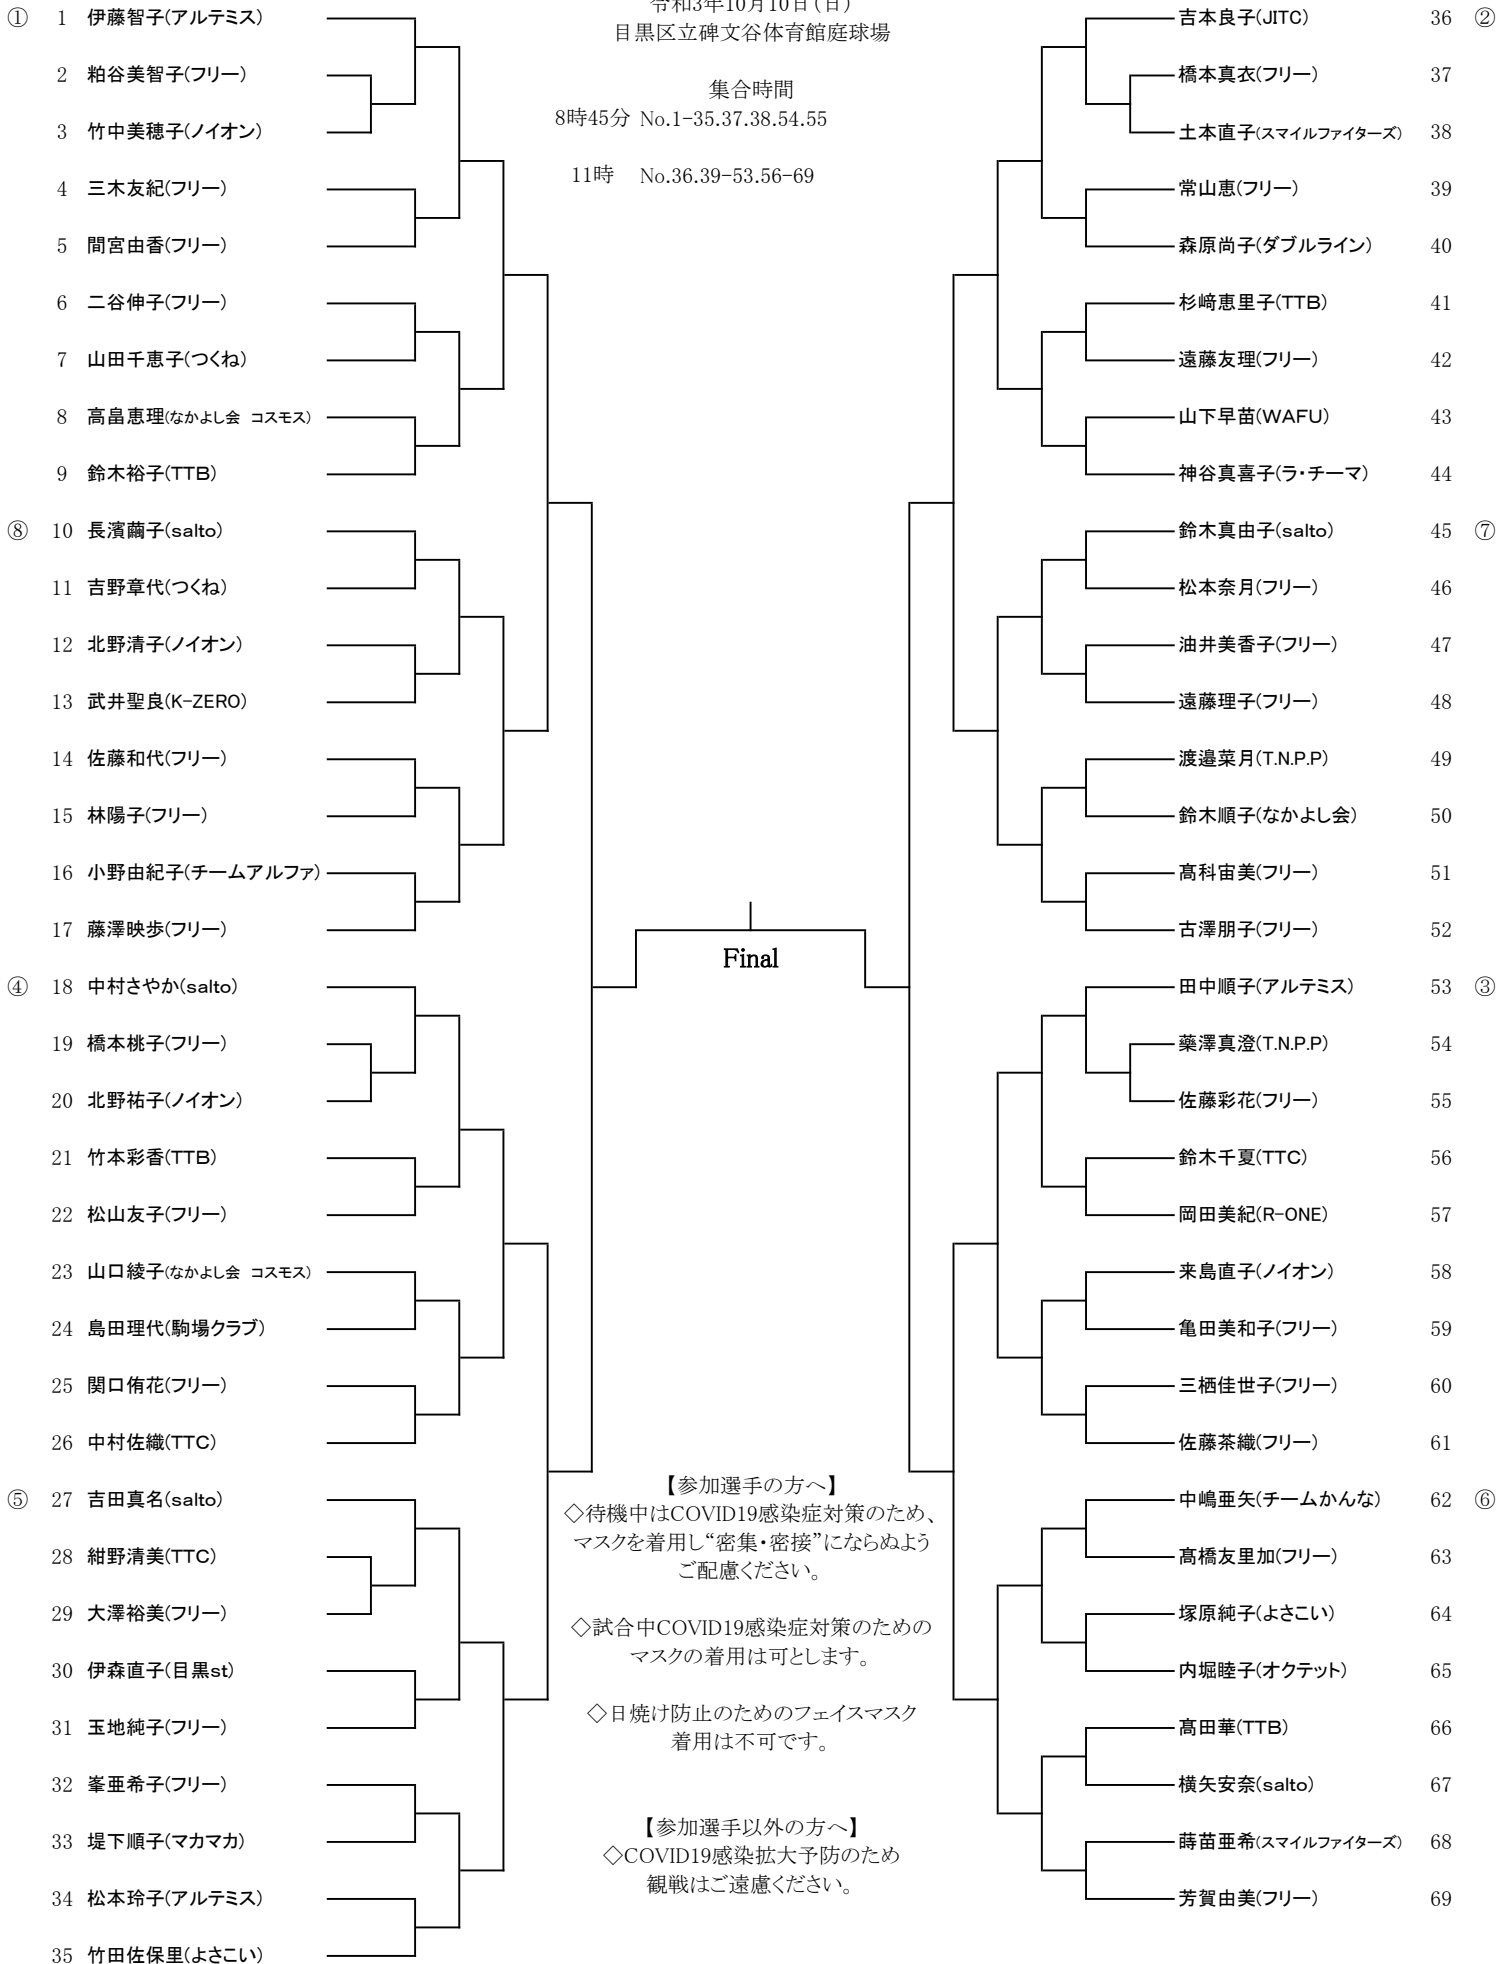 令和3年10月10日(日)
目黒区立碑文谷体育館庭球場
集合時間
8時45分 No.1-35.37.38.54.55
11時 No.36.39-53.56-69
① 1 伊藤智子(アルテミス)
2 粕谷美智子(フリー)
3 竹中美穂子(ノイオン)
4 三木友紀(フリー)
5 間宮由香(フリー)
6 二谷伸子(フリー)
7 山田千恵子(つくね)
8 高畠恵理(なかよし会 コスモス)
9 鈴木裕子(TTB)
⑧ 10 長濱繭子(salto)
11 吉野章代(つくね)
12 北野清子(ノイオン)
13 武井聖良(K-ZERO)
14 佐藤和代(フリー)
15 林陽子(フリー)
16 小野由紀子(チームアルファ)
17 藤澤映歩(フリー)
④ 18 中村さやか(salto)
19 橋本桃子(フリー)
20 北野祐子(ノイオン)
21 竹本彩香(TTB)
22 松山友子(フリー)
23 山口綾子(なかよし会 コスモス)
24 島田理代(駒場クラブ)
25 関口侑花(フリー)
26 中村佐織(TTC)
⑤ 27 吉田真名(salto)
28 紺野清美(TTC)
29 大澤裕美(フリー)
30 伊森直子(目黒st)
31 玉地純子(フリー)
32 峯亜希子(フリー)
33 堤下順子(マカマカ)
34 松本玲子(アルテミス)
35 竹田佐保里(よさこい)
Final
吉本良子(JITC) 36 ②
橋本真衣(フリー) 37
土本直子(スマイルファイターズ) 38
常山恵(フリー) 39
森原尚子(ダブルライン) 40
杉﨑恵里子(TTB) 41
遠藤友理(フリー) 42
山下早苗(WAFU) 43
神谷真喜子(ラ・チーマ) 44
鈴木真由子(salto) 45 ⑦
松本奈月(フリー) 46
油井美香子(フリー) 47
遠藤理子(フリー) 48
渡邉菜月(T.N.P.P) 49
鈴木順子(なかよし会) 50
髙科宙美(フリー) 51
古澤朋子(フリー) 52
田中順子(アルテミス) 53 ③
藥澤真澄(T.N.P.P) 54
佐藤彩花(フリー) 55
鈴木千夏(TTC) 56
岡田美紀(R-ONE) 57
来島直子(ノイオン) 58
亀田美和子(フリー) 59
三栖佳世子(フリー) 60
佐藤茶織(フリー) 61
中嶋亜矢(チームかんな) 62 ⑥
髙橋友里加(フリー) 63
塚原純子(よさこい) 64
内堀睦子(オクテット) 65
髙田華(TTB) 66
横矢安奈(salto) 67
蒔苗亜希(スマイルファイターズ) 68
芳賀由美(フリー) 69
【参加選手の方へ】
◇待機中はCOVID19感染症対策のため、
マスクを着用し“密集・密接”にならぬよう
ご配慮ください。
◇試合中COVID19感染症対策のための
マスクの着用は可とします。
◇日焼け防止のためのフェイスマスク
着用は不可です。
【参加選手以外の方へ】
◇COVID19感染拡大予防のため
観戦はご遠慮ください。